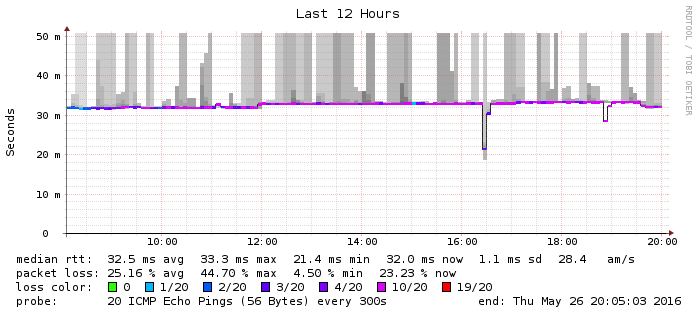 Last 12 Hours
RRDTOOL / TOBI OETIKER
Seconds
50 m
40 m
30 m
20 m
10 m
0
10:00 12:00 14:00 16:00 18:00 20:00
median rtt: 32.5 ms avg 33.3 ms max 21.4 ms min 32.0 ms now 1.1 ms sd 28.4 am/s
packet loss: 25.16 % avg 44.70 % max 4.50 % min 23.23 % now
loss color: 0 1/20 2/20 3/20 4/20 10/20 19/20
probe: 20 ICMP Echo Pings (56 Bytes) every 300s end: Thu May 26 20:05:03 2016